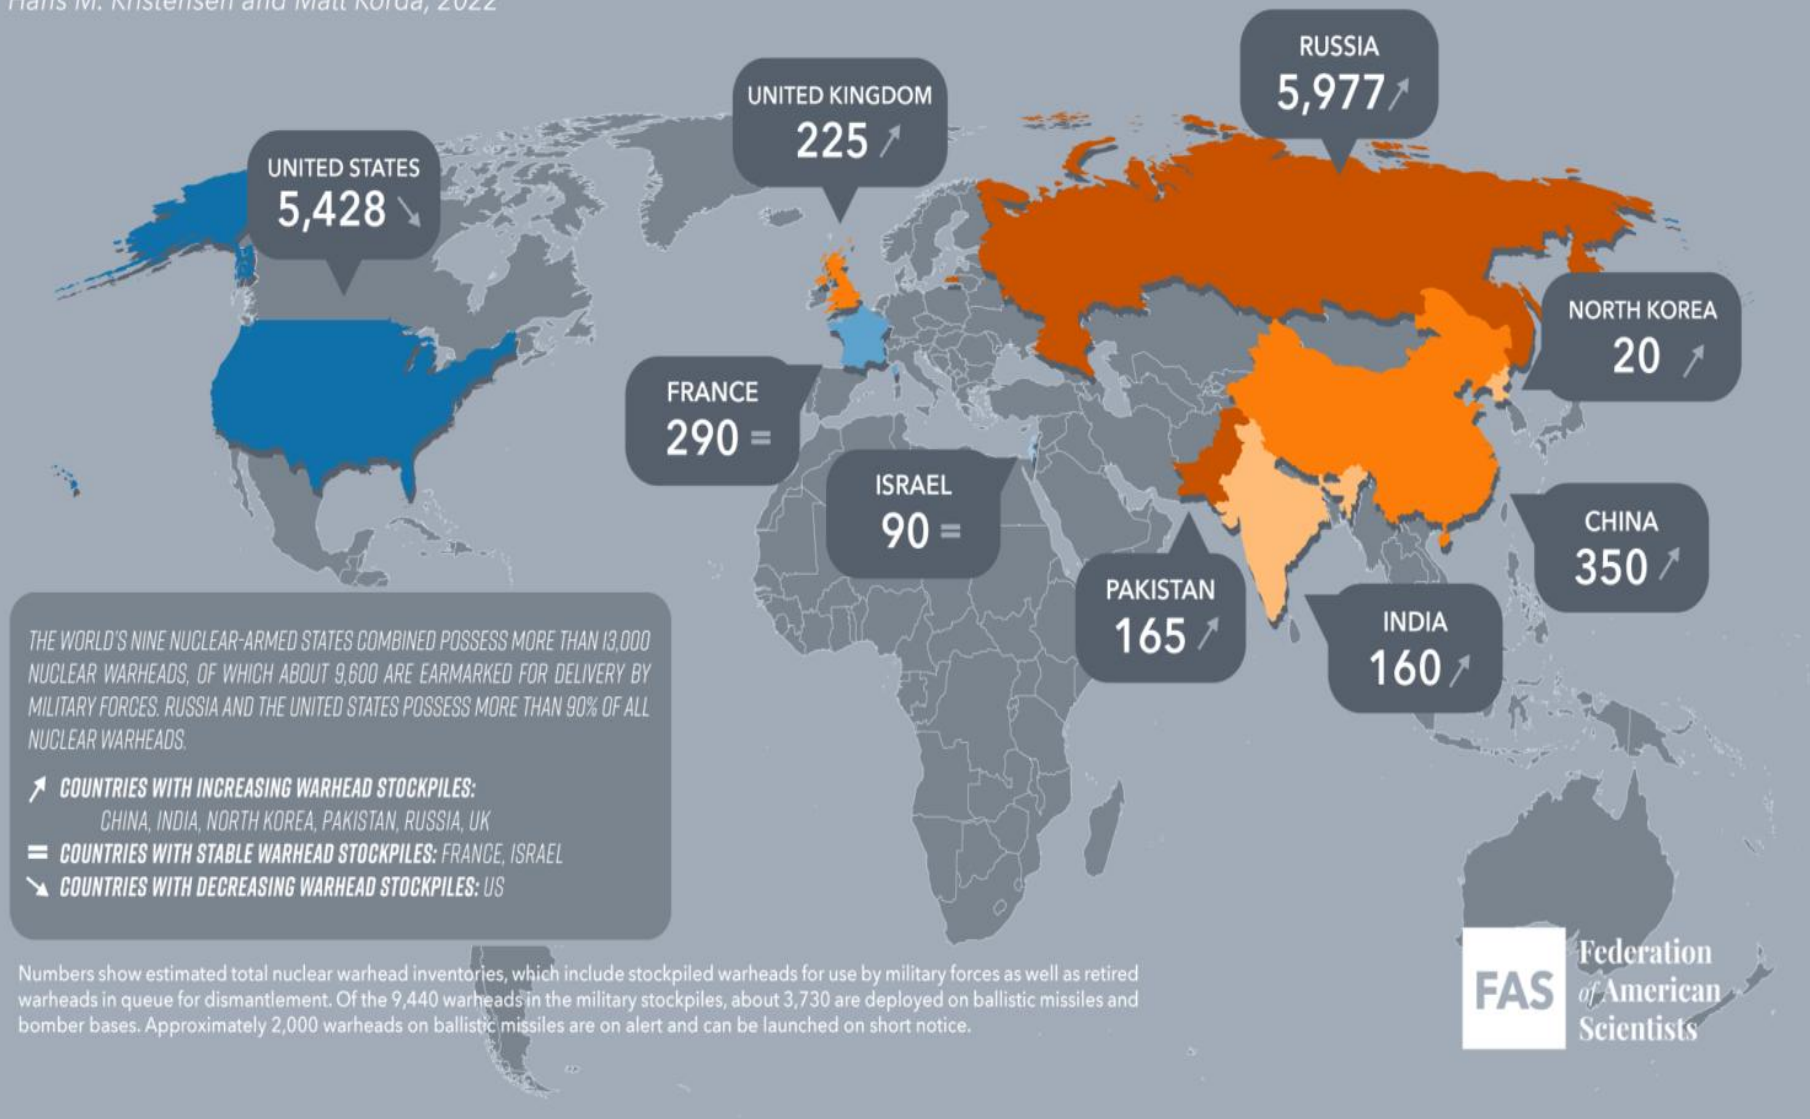 Hans M. Kristensen and Matt Korda, 2022
RUSSIA
5,977
UNITED KINGDOM
225
UNITED STATES
5,428
NORTH KOREA
20
FRANCE
290 =
ISRAEL
90 =
CHINA
350
PAKISTAN
165
INDIA
160
THE WORLD'S NINE NUCLEAR-ARMED STATES COMBINED POSSESS MORE THAN 13,000
NUCLEAR WARHEADS, OF WHICH ABOUT 9,600 ARE EARMARKED FOR DELIVERY BY
MILITARY FORCES. RUSSIA AND THE UNITED STATES POSSESS MORE THAN 90% OF ALL
NUCLEAR WARHEADS.
COUNTRIES WITH INCREASING WARHEAD STOCKPILES:
CHINA, INDIA, NORTH KOREA, PAKISTAN, RUSSIA, UK
= COUNTRIES WITH STABLE WARHEAD STOCKPILES: FRANCE, ISRAEL
COUNTRIES WITH DECREASING WARHEAD STOCKPILES: US
Numbers show estimated total nuclear warhead inventories, which include stockpiled warheads for use by military forces as well as retired
warheads in queue for dismantlement. Of the 9,440 warheads in the military stockpiles, about 3,730 are deployed on ballistic missiles and
bomber bases. Approximately 2,000 warheads on ballistic missiles are on alert and can be launched on short notice.
FAS
Federation
of American
Scientists